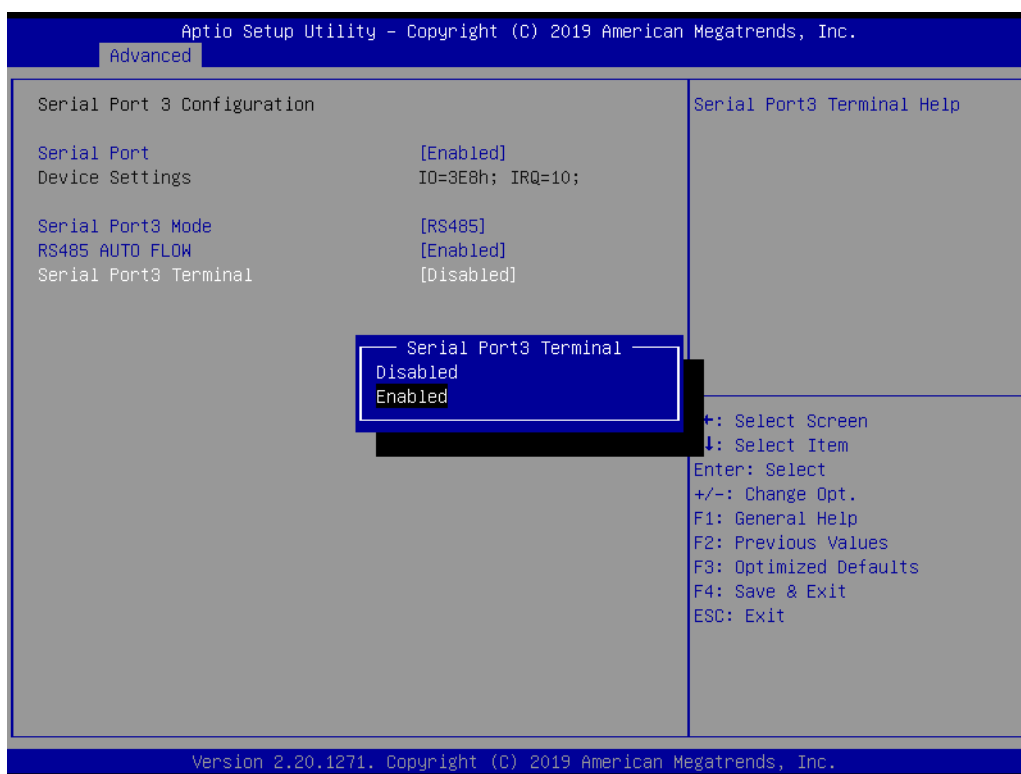 Aptio Setup Utility – Copyright (C) 2019 American Megatrends, Inc.
Advanced
Serial Port 3 Configuration
Serial Port [Enabled]
Device Settings IO=3E8h; IRQ=10;
Serial Port3 Mode [RS485]
RS485 AUTO FLOW [Enabled]
Serial Port3 Terminal [Disabled]
Serial Port3 Terminal
Disabled
Enabled
Serial Port3 Terminal Help
: Select Screen
: Select Item
Enter: Select
+/-: Change Opt.
F1: General Help
F2: Previous Values
F3: Optimized Defaults
F4: Save & Exit
ESC: Exit
Version 2.20.1271. Copyright (C) 2019 American Megatrends, Inc.